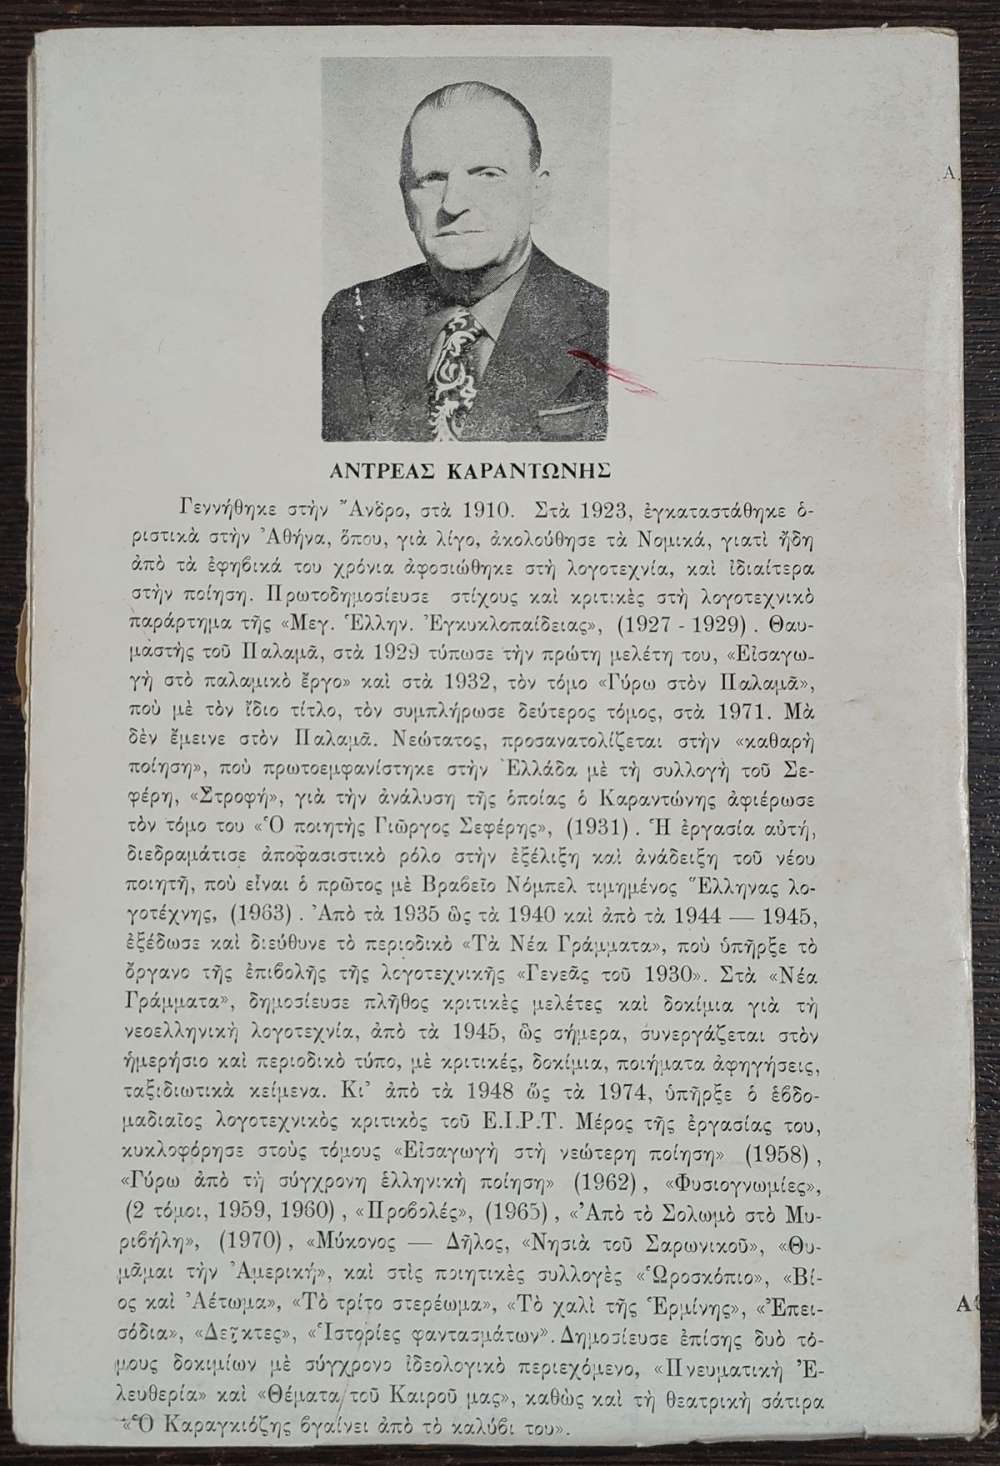 Α
ΑΝΤΡΕΑΣ ΚΑΡΑΝΤΩΝΗΣ
Γεννήθηκε στὴν Ἄνδρο, στὰ 1910. Στὰ 1923, ἐγκαταστάθηκε ὁ-
ριστικὰ στὴν Ἀθήνα, ὅπου, γιὰ λίγο, ἀκολούθησε τὰ Νομικά, γιατὶ ἤδη
ἀπὸ τὰ ἐφηβικά του χρόνια ἀφοσιώθηκε στὴ λογοτεχνία, καὶ ἰδιαίτερα
στὴν ποίηση. Πρωτοδημοσίευσε στίχους καὶ κριτικὲς στὴ λογοτεχνικὸ
παράρτημα τῆς «Μεγ. Ἑλλην. Ἐγκυκλοπαίδειας», (1927 - 1929). Θαυ-
μαστὴς τοῦ Παλαμᾶ, στὰ 1929 τύπωσε τὴν πρώτη μελέτη του, «Εἰσαγω-
γὴ στὸ παλαμικὸ ἔργο» καὶ στὰ 1932, τὸν τόμο «Γύρω στὸν Παλαμᾶ»,
ποὺ μὲ τὸν ἴδιο τίτλο, τὸν συμπλήρωσε δεύτερος τόμος, στὰ 1971. Μὰ
δὲν ἔμεινε στὸν Παλαμᾶ. Νεώτατος, προσανατολίζεται στὴν «καθαρὴ
ποίηση», ποὺ πρωτοεμφανίστηκε στὴν Ἑλλάδα μὲ τὴ συλλογὴ τοῦ Σε-
φέρη, «Στροφή», γιὰ τὴν ἀνάλυση τῆς ὁποίας ὁ Καραντώνης ἀφιέρωσε
τὸν τόμο του «Ὁ ποιητὴς Γιῶργος Σεφέρης», (1931). Ἡ ἐργασία αὐτή,
διεδραμάτισε ἀποφασιστικὸ ρόλο στὴν ἐξέλιξη καὶ ἀνάδειξη τοῦ νέου
ποιητῆ, ποὺ εἶναι ὁ πρῶτος μὲ Βραβεῖο Νόμπελ τιμημένος Ἕλληνας λο-
γοτέχνης, (1963). Ἀπὸ τὰ 1935 ὣς τὰ 1940 καὶ ἀπὸ τὰ 1944 — 1945,
ἐξέδωσε καὶ διεύθυνε τὸ περιοδικὸ «Τὰ Νέα Γράμματα», ποὺ ὑπῆρξε τὸ
ὄργανο τῆς ἐπιβολῆς τῆς λογοτεχνικῆς «Γενεᾶς τοῦ 1930». Στὰ «Νέα
Γράμματα», δημοσίευσε πλῆθος κριτικὲς μελέτες καὶ δοκίμια γιὰ τὴ
νεοελληνικὴ λογοτεχνία, ἀπὸ τὰ 1945, ὣς σήμερα, συνεργάζεται στὸν
ἡμερήσιο καὶ περιοδικὸ τύπο, μὲ κριτικές, δοκίμια, ποιήματα ἀφηγήσεις,
ταξιδιωτικὰ κείμενα. Κι' ἀπὸ τὰ 1948 ὥς τὰ 1974, ὑπῆρξε ὁ ἑβδο-
μαδιαῖος λογοτεχνικὸς κριτικὸς τοῦ Ε.Ι.Ρ.Τ. Μέρος τῆς ἐργασίας του,
κυκλοφόρησε στοὺς τόμους «Εἰσαγωγὴ στὴ νεώτερη ποίηση» (1958),
«Γύρω ἀπὸ τὴ σύγχρονη ἑλληνικὴ ποίηση» (1962), «Φυσιογνωμίες»,
(2 τόμοι, 1959, 1960), «Προβολές», (1965), «Ἀπὸ τὸ Σολωμὸ στὸ Μυ-
ριβήλη», (1970), «Μύκονος — Δῆλος, «Νησιὰ τοῦ Σαρωνικοῦ», «Θυ-
μᾶμαι τὴν Ἀμερική», καὶ στὶς ποιητικὲς συλλογὲς «Ὡροσκόπιο», «Βί-
ος καὶ Ἀέτωμα», «Τὸ τρίτο στερέωμα», «Τὸ χαλὶ τῆς Ἑρμίνης», «Ἐπει-
σόδια», «Δεῖκτες», «Ἱστορίες φαντασμάτων». Δημοσίευσε ἐπίσης δυὸ τό-
μους δοκιμίων μὲ σύγχρονο ἰδεολογικὸ περιεχόμενο, «Πνευματικὴ Ἐ-
λευθερία» καὶ «Θέματα τοῦ Καιροῦ μας», καθὼς καὶ τὴ θεατρικὴ σάτιρα
«Ὁ Καραγκιόζης βγαίνει ἀπὸ τὸ καλύβι του».